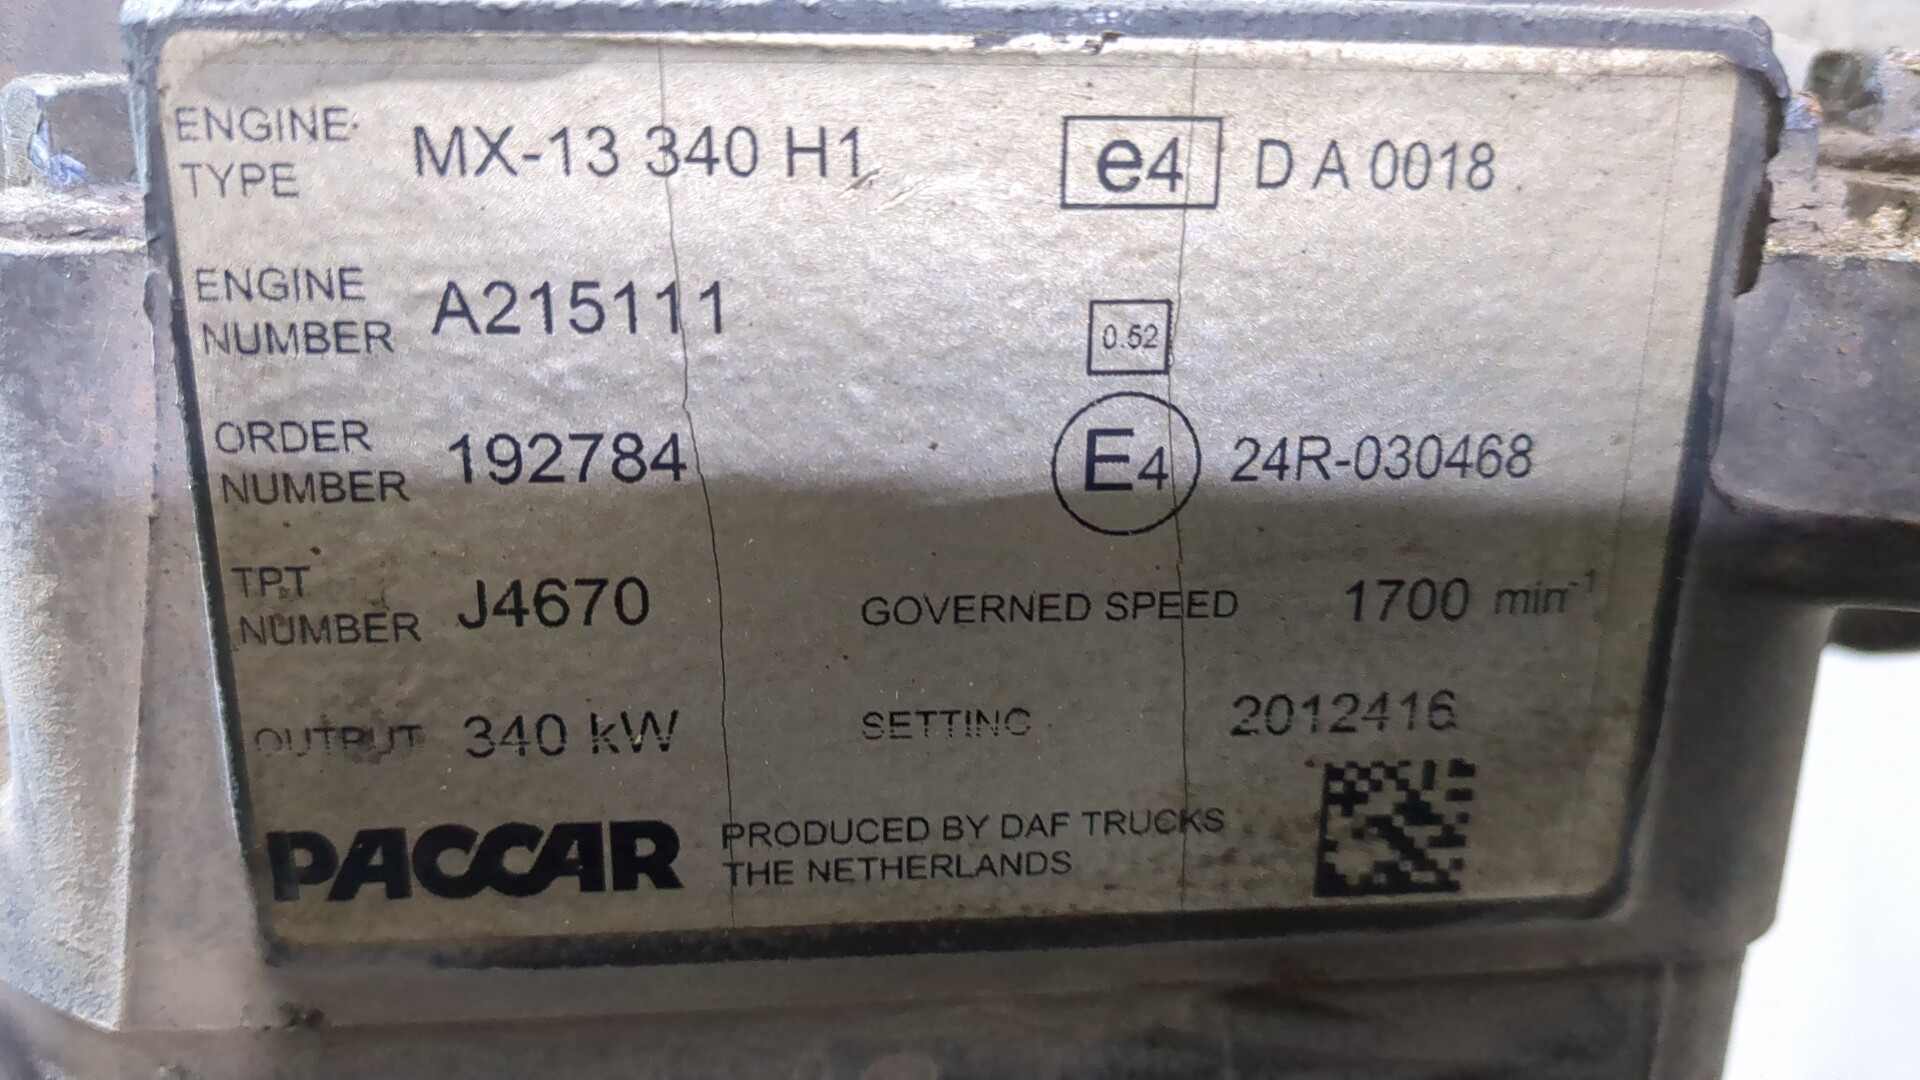 ENGINE TYPE MX-13 340 H1 e4 D A 0018
ENGINE NUMBER A215111 0.52
ORDER NUMBER 192784 E4 24R-030468
TPT NUMBER J4670 GOVERNED SPEED 1700 min-1
OUTPUT 340 kW SETTING 2012416
PACCAR PRODUCED BY DAF TRUCKS
THE NETHERLANDS